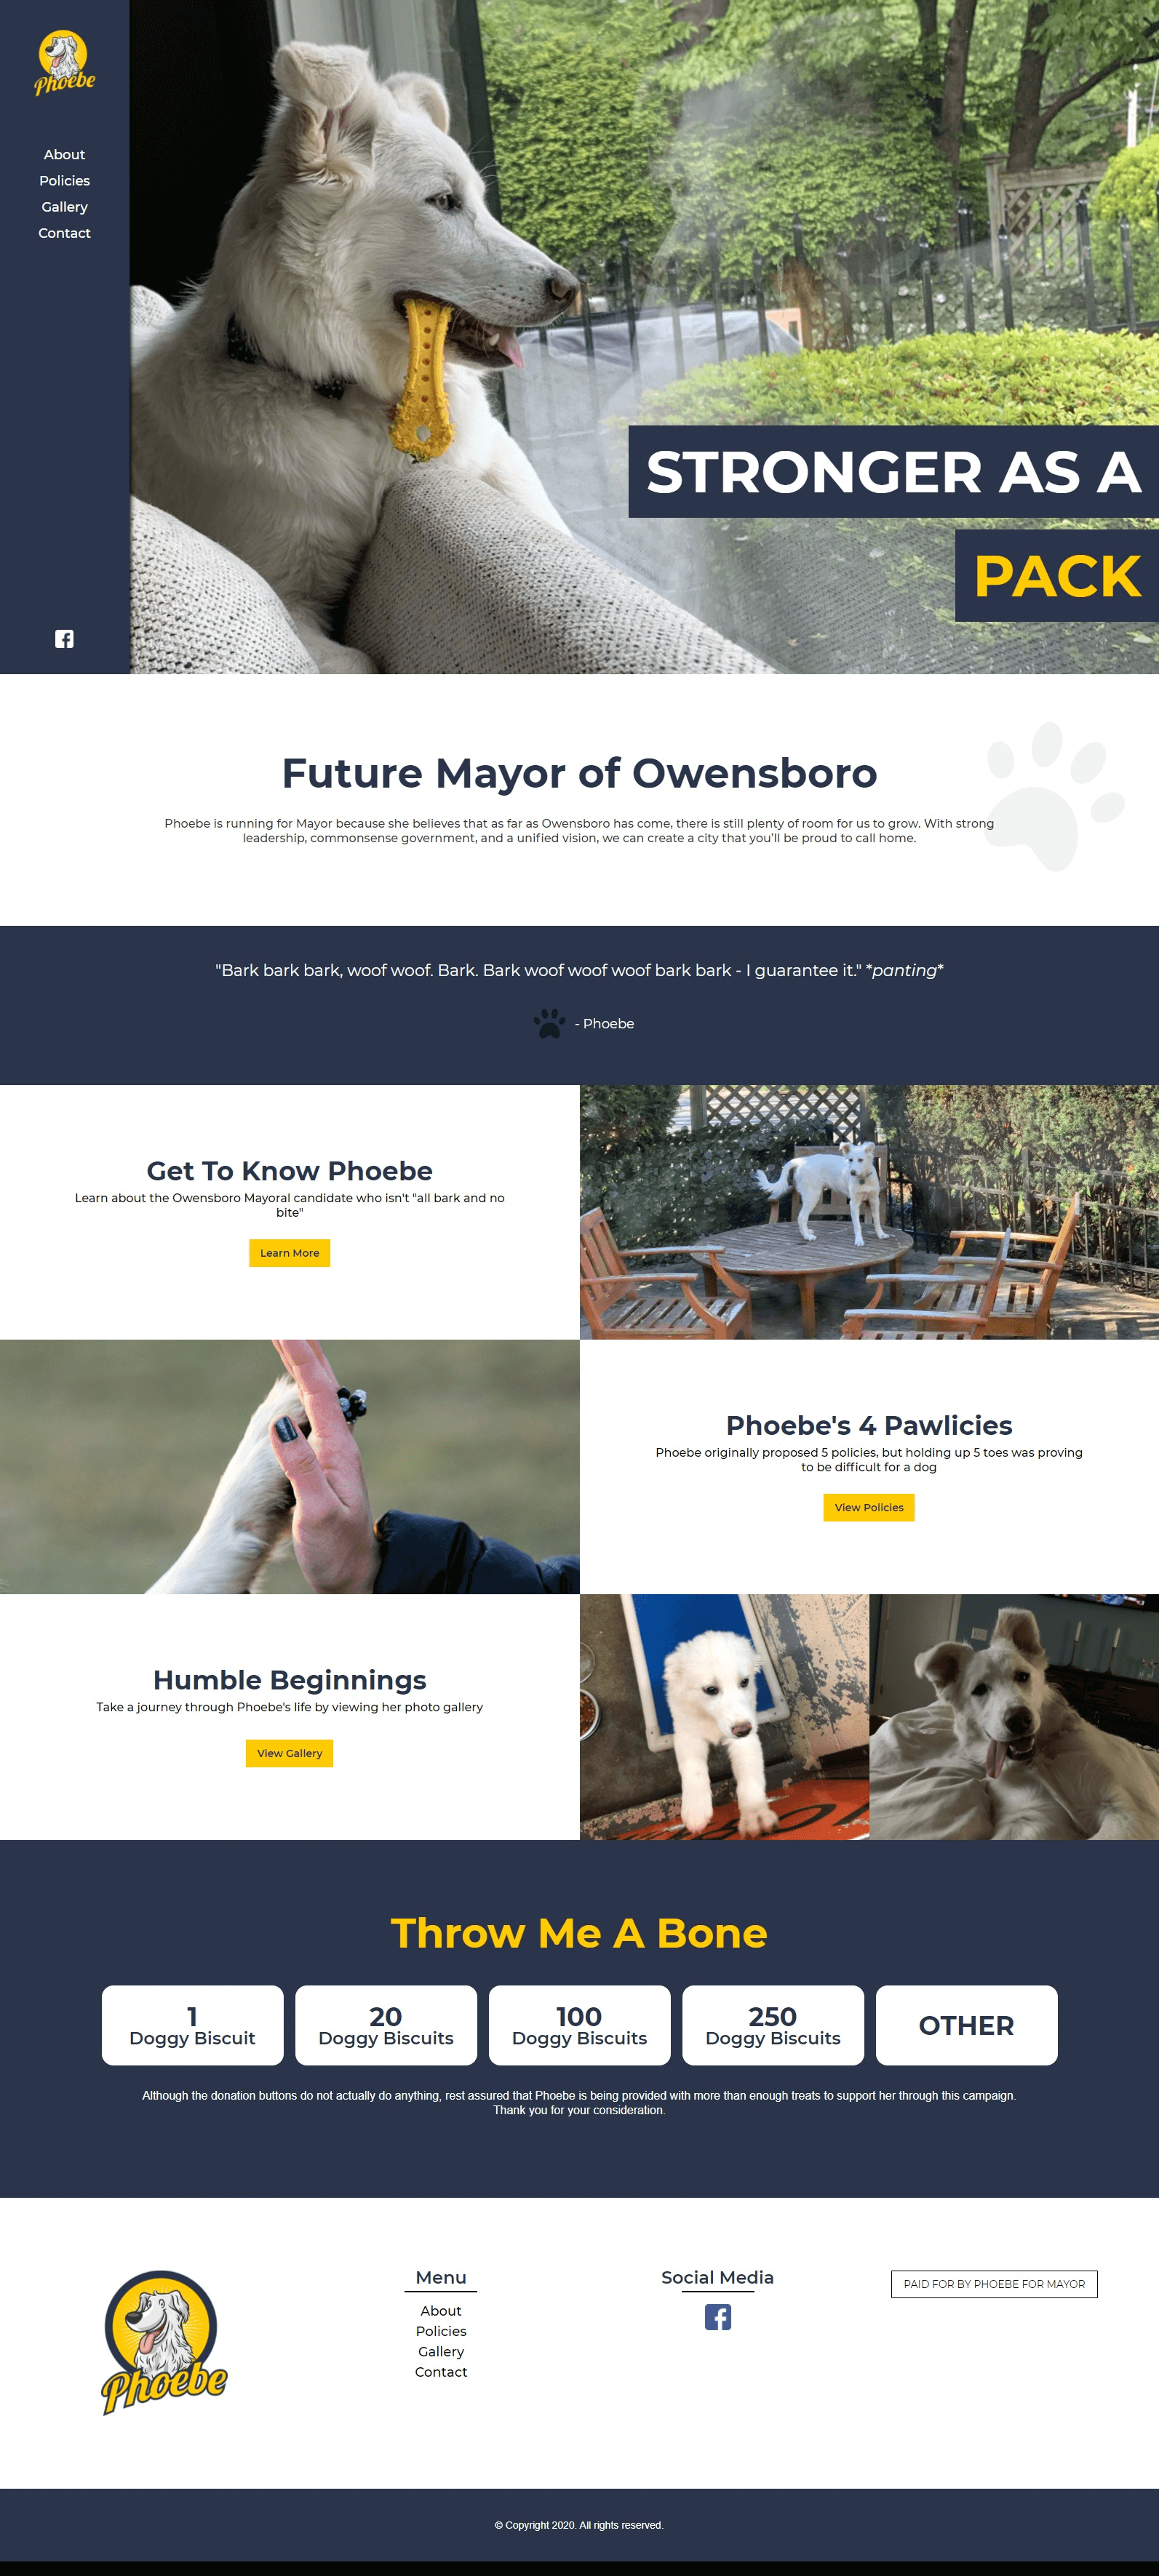 Phoebe
About
Policies
Gallery
Contact
STRONGER AS A
PACK
Future Mayor of Owensboro
Phoebe is running for Mayor because she believes that as far as Owensboro has come, there is still plenty of room for us to grow. With strong
leadership, commonsense government, and a unified vision, we can create a city that you'll be proud to call home.
"Bark bark bark, woof woof. Bark. Bark woof woof woof bark bark - I guarantee it." *panting*
- Phoebe
Get To Know Phoebe
Learn about the Owensboro Mayoral candidate who isn't "all bark and no
bite"
Learn More
Phoebe's 4 Pawlicies
Phoebe originally proposed 5 policies, but holding up 5 toes was proving
to be difficult for a dog
View Policies
Humble Beginnings
Take a journey through Phoebe's life by viewing her photo gallery
View Gallery
Throw Me A Bone
1
Doggy Biscuit
20
Doggy Biscuits
100
Doggy Biscuits
250
Doggy Biscuits
OTHER
Although the donation buttons do not actually do anything, rest assured that Phoebe is being provided with more than enough treats to support her through this campaign.
Thank you for your consideration.
Phoebe
Menu
About
Policies
Gallery
Contact
Social Media
PAID FOR BY PHOEBE FOR MAYOR
© Copyright 2020. All rights reserved.